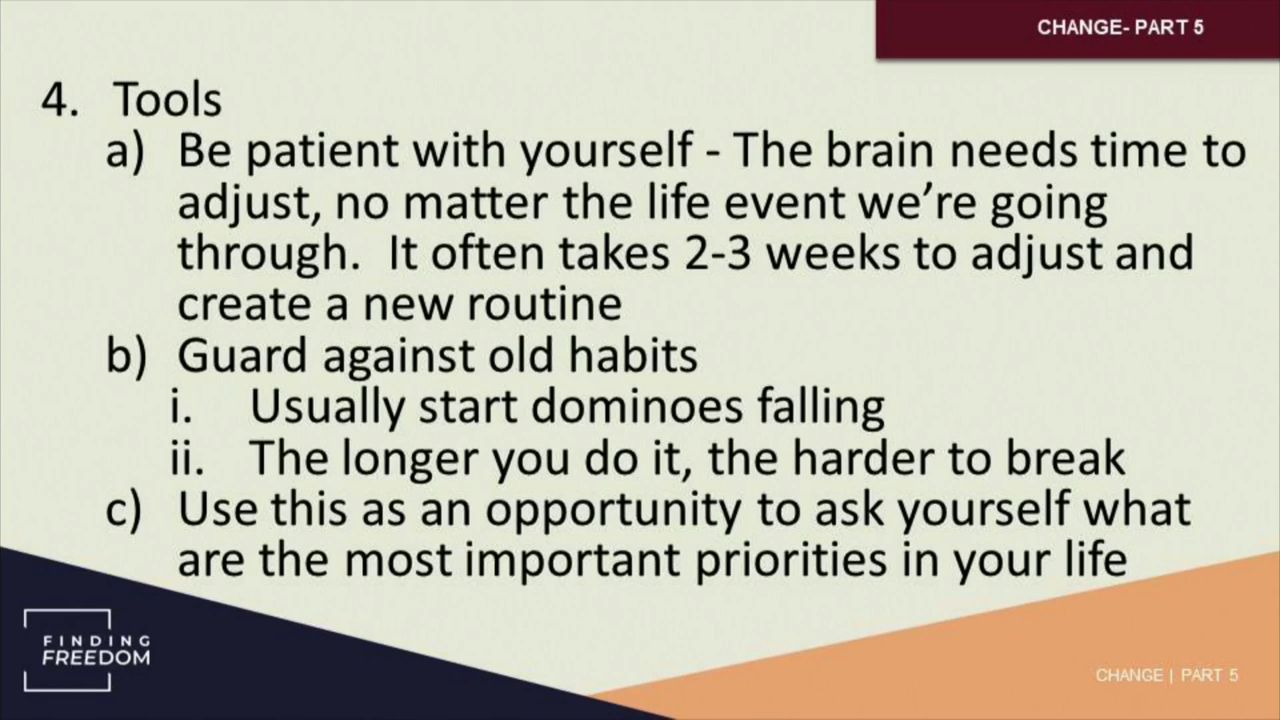 CHANGE- PART 5
4. Tools
a) Be patient with yourself - The brain needs time to
adjust, no matter the life event we’re going
through. It often takes 2-3 weeks to adjust and
create a new routine
b) Guard against old habits
i. Usually start dominoes falling
ii. The longer you do it, the harder to break
c) Use this as an opportunity to ask yourself what
are the most important priorities in your life
FINDING
FREEDOM
CHANGE | PART 5